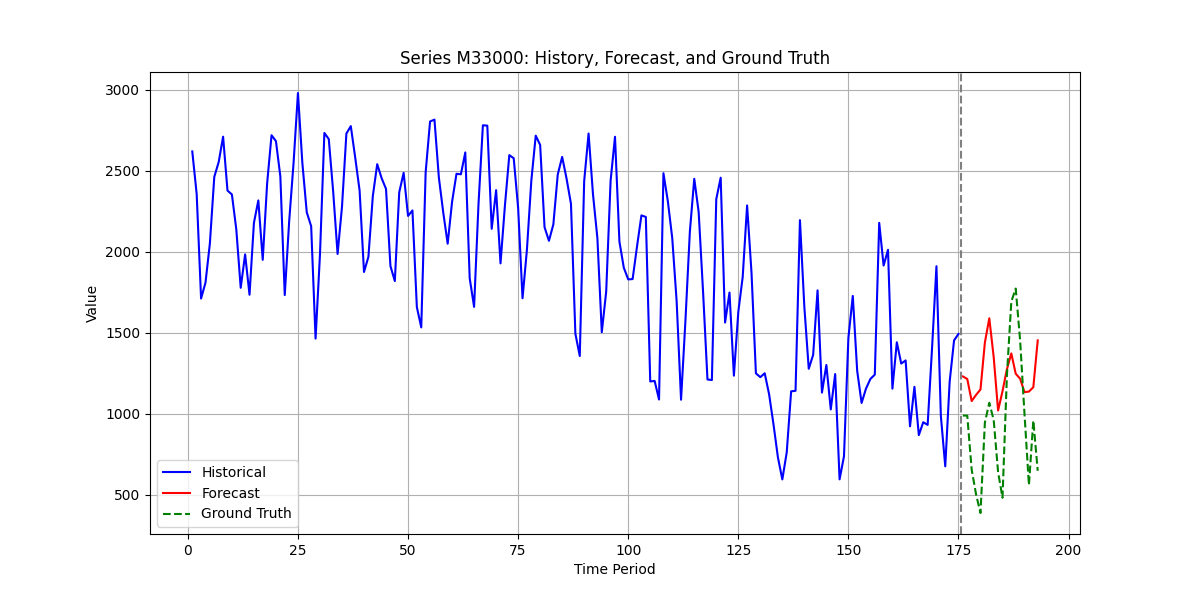 Series M33000: History, Forecast, and Ground Truth
3000
2500
2000
1500
1000
500
Value
Historical
Forecast
Ground Truth
0 25 50 75 100 125 150 175 200
Time Period